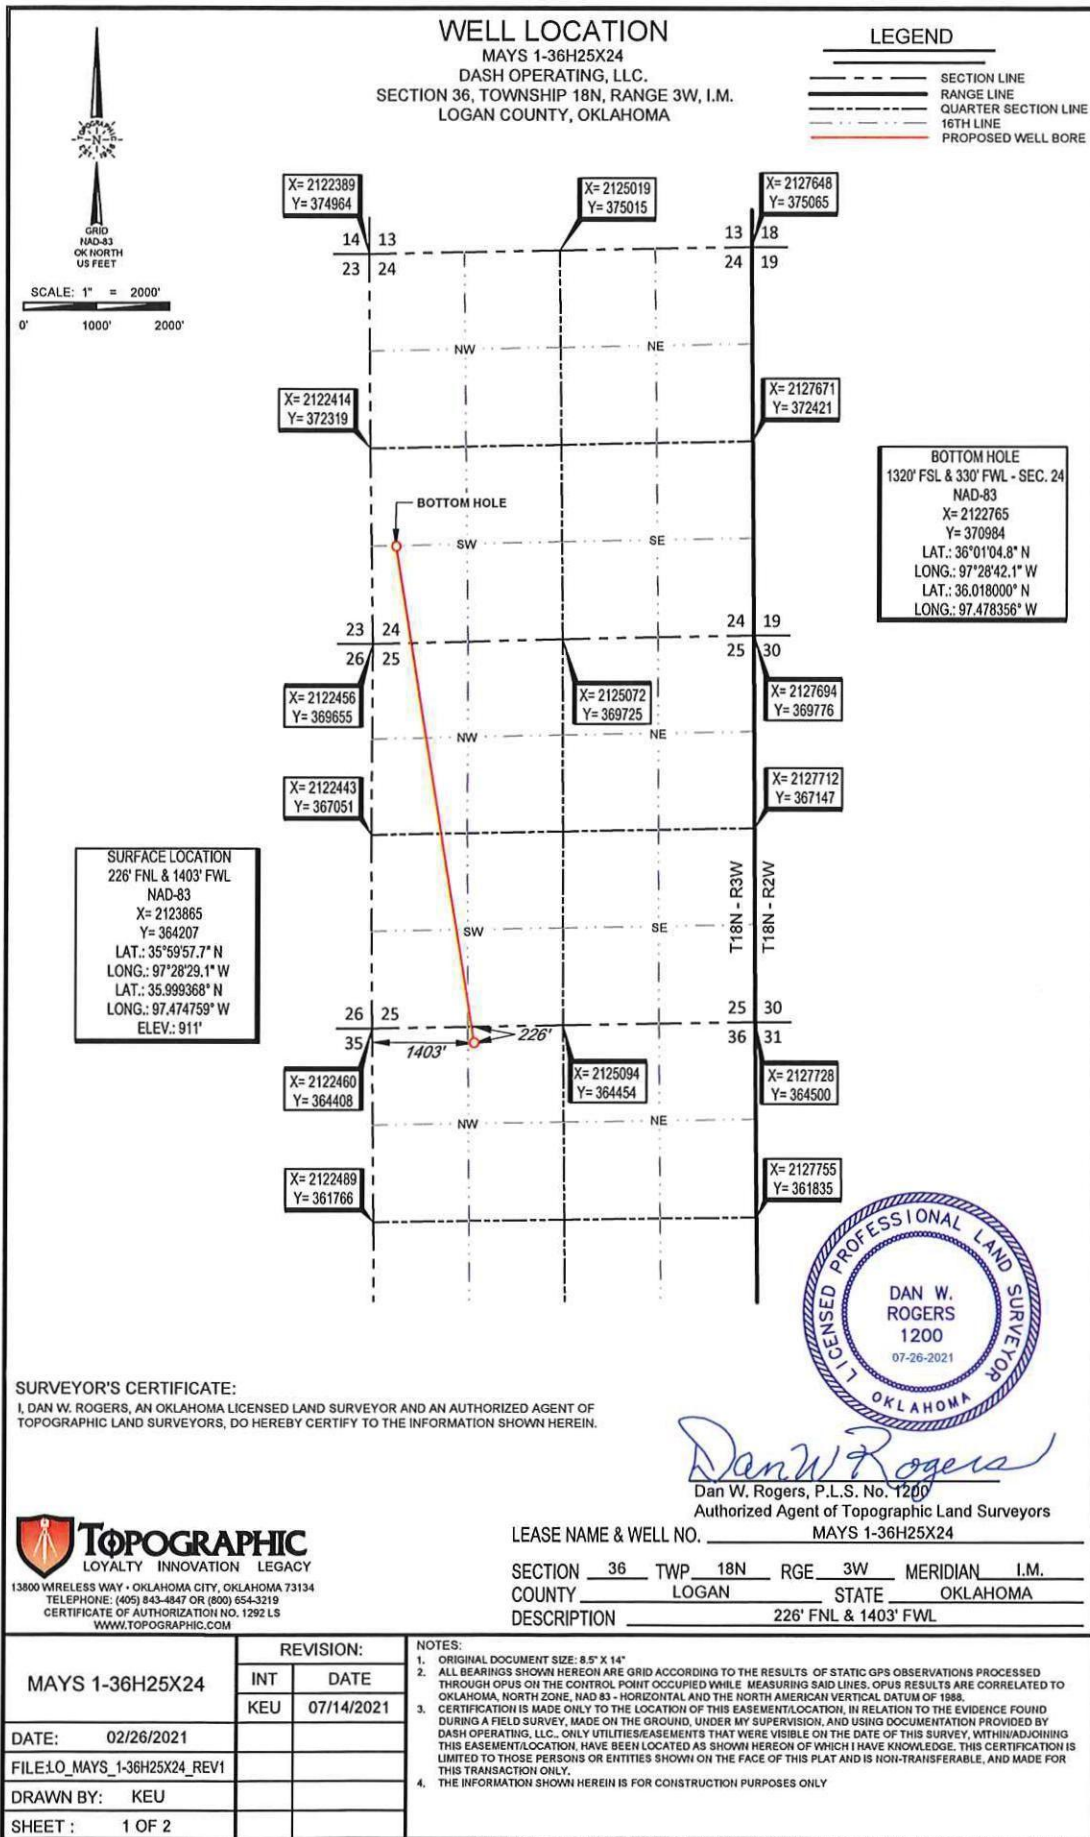 WELL LOCATION
MAYS 1-36H25X24
DASH OPERATING, LLC.
SECTION 36, TOWNSHIP 18N, RANGE 3W, I.M.
LOGAN COUNTY, OKLAHOMA
LEGEND
SECTION LINE
RANGE LINE
QUARTER SECTION LINE
16TH LINE
PROPOSED WELL BORE
TOPOGRAPHIC
EST. 1958
N
GRID
NAD-83
OK NORTH
US FEET
SCALE: 1" = 2000'
0' 1000' 2000'
X= 2122389
Y= 374964
X= 2125019
Y= 375015
X= 2127648
Y= 375065
14 13
23 24
13 18
24 19
NW NE
X= 2122414
Y= 372319
X= 2127671
Y= 372421
BOTTOM HOLE
1320' FSL & 330' FWL - SEC. 24
NAD-83
X= 2122765
Y= 370984
LAT.: 36°01'04.8" N
LONG.: 97°28'42.1" W
LAT.: 36.018000° N
LONG.: 97.478356° W
BOTTOM HOLE
SW SE
23 24
26 25
24 19
25 30
X= 2122456
Y= 369655
X= 2125072
Y= 369725
X= 2127694
Y= 369776
NW NE
X= 2122443
Y= 367051
X= 2127712
Y= 367147
SURFACE LOCATION
226' FNL & 1403' FWL
NAD-83
X= 2123865
Y= 364207
LAT.: 35°59'57.7" N
LONG.: 97°28'29.1" W
LAT.: 35.999368° N
LONG.: 97.474759° W
ELEV.: 911'
T18N - R3W
T18N - R2W
SW SE
26 25
35
25 30
36 31
1403'
226'
X= 2122460
Y= 364408
X= 2125094
Y= 364454
X= 2127728
Y= 364500
NW NE
X= 2122489
Y= 361766
X= 2127755
Y= 361835
LICENSED PROFESSIONAL LAND SURVEYOR
DAN W.
ROGERS
1200
07-26-2021
OKLAHOMA
SURVEYOR'S CERTIFICATE:
I, DAN W. ROGERS, AN OKLAHOMA LICENSED LAND SURVEYOR AND AN AUTHORIZED AGENT OF
TOPOGRAPHIC LAND SURVEYORS, DO HEREBY CERTIFY TO THE INFORMATION SHOWN HEREIN.
Dan W Rogers
Dan W. Rogers, P.L.S. No. 1200
Authorized Agent of Topographic Land Surveyors
TOPOGRAPHIC
LOYALTY INNOVATION LEGACY
13800 WIRELESS WAY • OKLAHOMA CITY, OKLAHOMA 73134
TELEPHONE: (405) 843-4847 OR (800) 654-3219
CERTIFICATE OF AUTHORIZATION NO. 1292 LS
WWW.TOPOGRAPHIC.COM
LEASE NAME & WELL NO. MAYS 1-36H25X24
SECTION 36 TWP 18N RGE 3W MERIDIAN I.M.
COUNTY LOGAN STATE OKLAHOMA
DESCRIPTION 226' FNL & 1403' FWL
MAYS 1-36H25X24
REVISION:
INT DATE
KEU 07/14/2021
DATE: 02/26/2021
FILE:LO_MAYS_1-36H25X24_REV1
DRAWN BY: KEU
SHEET : 1 OF 2
NOTES:
1. ORIGINAL DOCUMENT SIZE: 8.5" X 14"
2. ALL BEARINGS SHOWN HEREON ARE GRID ACCORDING TO THE RESULTS OF STATIC GPS OBSERVATIONS PROCESSED
THROUGH OPUS ON THE CONTROL POINT OCCUPIED WHILE MEASURING SAID LINES. OPUS RESULTS ARE CORRELATED TO
OKLAHOMA, NORTH ZONE, NAD 83 - HORIZONTAL AND THE NORTH AMERICAN VERTICAL DATUM OF 1988.
3. CERTIFICATION IS MADE ONLY TO THE LOCATION OF THIS EASEMENT/LOCATION, IN RELATION TO THE EVIDENCE FOUND
DURING A FIELD SURVEY, MADE ON THE GROUND, UNDER MY SUPERVISION, AND USING DOCUMENTATION PROVIDED BY
DASH OPERATING, LLC., ONLY UTILITIES/EASEMENTS THAT WERE VISIBLE ON THE DATE OF THIS SURVEY, WITHIN/ADJOINING
THIS EASEMENT/LOCATION, HAVE BEEN LOCATED AS SHOWN HEREON OF WHICH I HAVE KNOWLEDGE. THIS CERTIFICATION IS
LIMITED TO THOSE PERSONS OR ENTITIES SHOWN ON THE FACE OF THIS PLAT AND IS NON-TRANSFERABLE, AND MADE FOR
THIS TRANSACTION ONLY.
4. THE INFORMATION SHOWN HEREIN IS FOR CONSTRUCTION PURPOSES ONLY